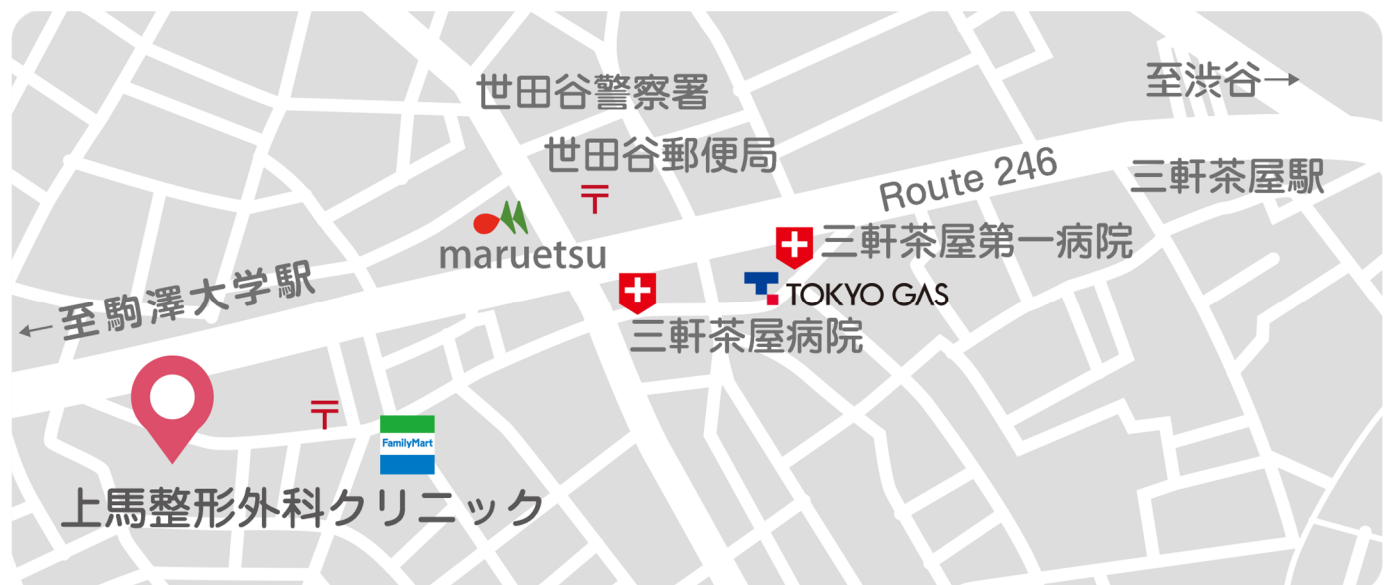 世田谷警察署
至渋谷→
世田谷郵便局
〒
Route 246
三軒茶屋駅
maruetsu
三軒茶屋第一病院
TOKYO GAS
←至駒澤大学駅
三軒茶屋病院
〒
FamilyMart
上馬整形外科クリニック